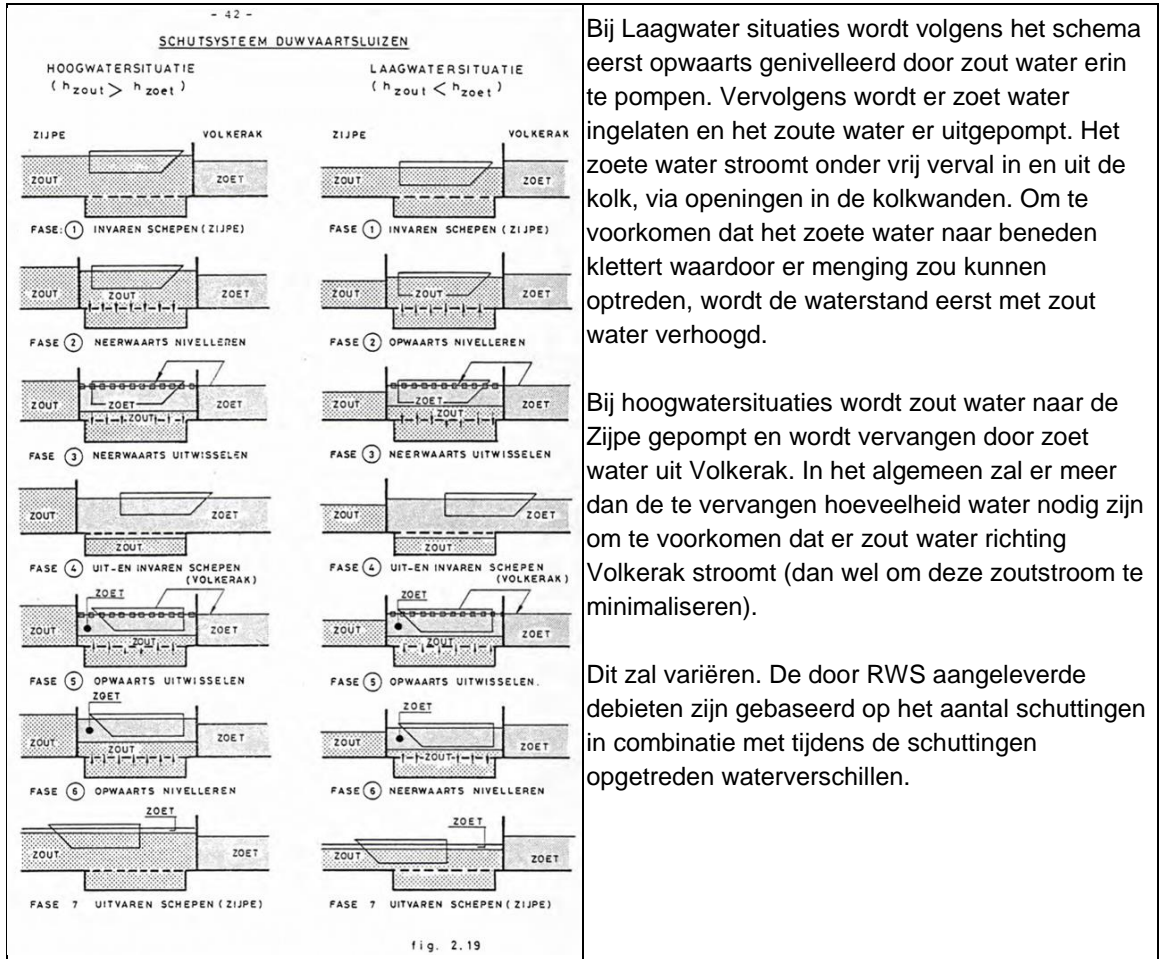 - 42 -
SCHUTSYSTEEM DUWVAARTSLUIZEN
HOOGWATERSITUATIE
( h zout > h zoet )
ZIJPE VOLKERAK
ZOUT ZOET
FASE: 1 INVAREN SCHEPEN (ZIJPE)
ZOUT ZOUT ZOET
FASE 2 NEERWAARTS NIVELLEREN
ZOUT ZOET ZOUT ZOET
FASE 3 NEERWAARTS UITWISSELEN
ZOUT ZOET
ZOUT
FASE 4 UIT-EN INVAREN SCHEPEN
(VOLKERAK)
ZOET
ZOUT ZOUT ZOET
FASE 5 OPWAARTS UITWISSELEN
ZOET
ZOUT ZOUT ZOET
FASE 6 OPWAARTS NIVELLEREN
ZOET
ZOUT ZOET
FASE 7 UITVAREN SCHEPEN (ZIJPE)
LAAGWATERSITUATIE
( h zout < h zoet )
ZIJPE VOLKERAK
ZOUT ZOET
FASE 1 INVAREN SCHEPEN (ZIJPE)
ZOUT ZOUT ZOET
FASE 2 OPWAARTS NIVELLEREN
ZOUT ZOET ZOUT ZOET
FASE 3 NEERWAARTS UITWISSELEN
ZOUT ZOET
ZOUT
FASE 4 UIT-EN INVAREN SCHEPEN
(VOLKERAK)
ZOET
ZOUT ZOUT ZOET
FASE 5 OPWAARTS UITWISSELEN.
ZOET
ZOUT ZOUT ZOET
FASE 6 NEERWAARTS NIVELLEREN
ZOET
ZOUT ZOET
FASE 7 UITVAREN SCHEPEN (ZIJPE)
fig. 2.19
Bij Laagwater situaties wordt volgens het schema
eerst opwaarts genivelleerd door zout water erin
te pompen. Vervolgens wordt er zoet water
ingelaten en het zoute water er uitgepompt. Het
zoete water stroomt onder vrij verval in en uit de
kolk, via openingen in de kolkwanden. Om te
voorkomen dat het zoete water naar beneden
klettert waardoor er menging zou kunnen
optreden, wordt de waterstand eerst met zout
water verhoogd.
Bij hoogwatersituaties wordt zout water naar de
Zijpe gepompt en wordt vervangen door zoet
water uit Volkerak. In het algemeen zal er meer
dan de te vervangen hoeveelheid water nodig zijn
om te voorkomen dat er zout water richting
Volkerak stroomt (dan wel om deze zoutstroom te
minimaliseren).
Dit zal variëren. De door RWS aangeleverde
debieten zijn gebaseerd op het aantal schuttingen
in combinatie met tijdens de schuttingen
opgetreden waterverschillen.